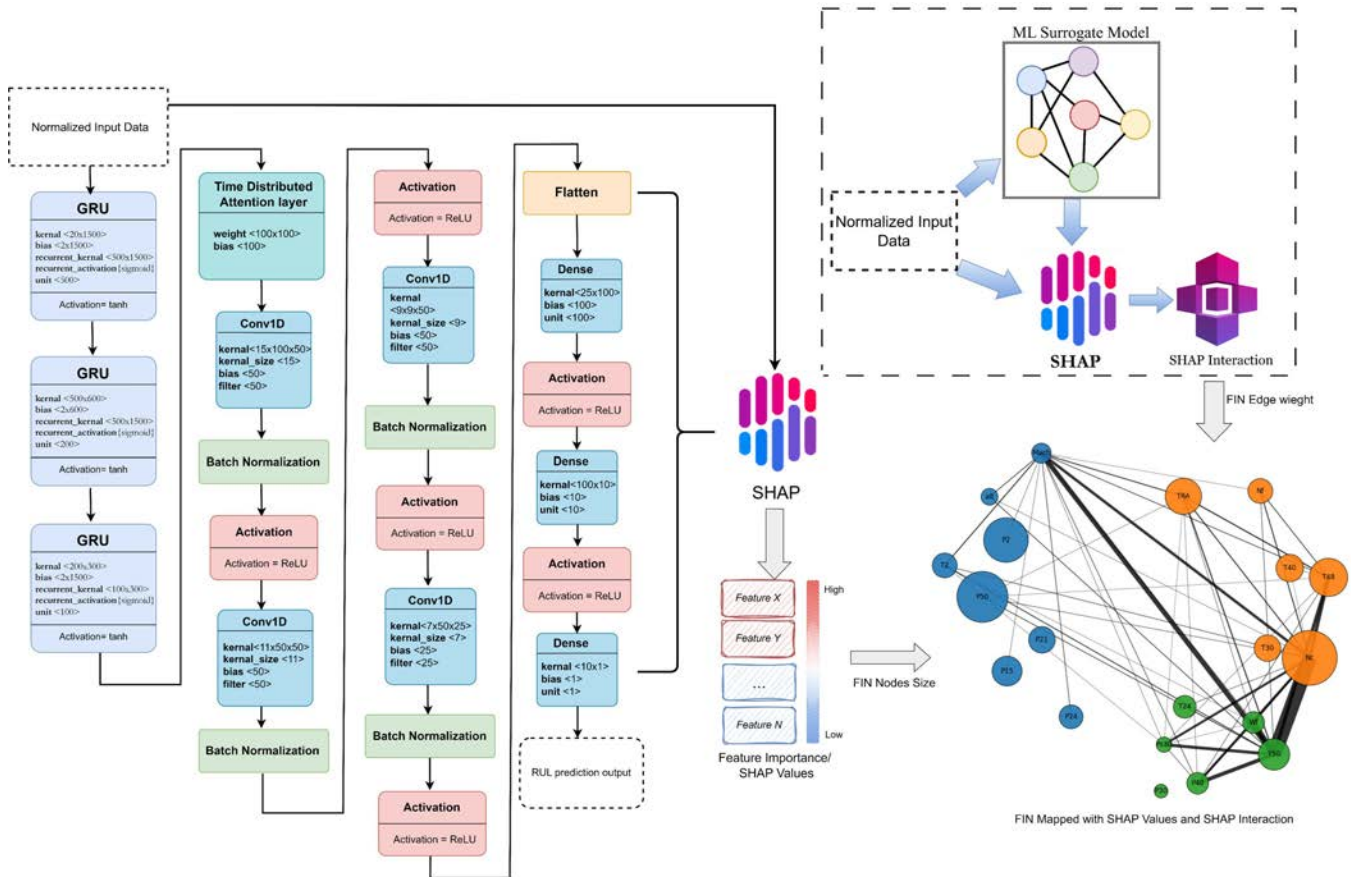 Normalized Input Data
GRU
kernal <20x1500>
bias <2x1500>
recurrent_kernal <500x1500>
recurrent_activation[sigmoid]
unit <500>
Activation= tanh
GRU
kernal <500x600>
bias <2x600>
recurrent_kernal <500x1500>
recurrent_activation[sigmoid]
unit <200>
Activation= tanh
GRU
kernal <200x300>
bias <2x1500>
recurrent_kernal <100x300>
recurrent_activation[sigmoid]
unit <100>
Activation= tanh
Time Distributed
Attention layer
weight <100x100>
bias <100>
Conv1D
kernal<15x100x50>
kernal_size <15>
bias <50>
filter <50>
Batch Normalization
Activation
Activation = ReLU
Conv1D
kernal<11x50x50>
kernal_size <11>
bias <50>
filter <50>
Batch Normalization
Activation
Activation = ReLU
Conv1D
kernal
<9x9x50>
kernal_size <9>
bias <50>
filter <50>
Batch Normalization
Activation
Activation = ReLU
Conv1D
kernal<7x50x25>
kernal_size <7>
bias <25>
filter <25>
Batch Normalization
Activation
Activation = ReLU
Flatten
Dense
kernal<25x100>
bias <100>
unit <100>
Activation
Activation = ReLU
Dense
kernal<100x10>
bias <10>
unit <10>
Activation
Activation = ReLU
Dense
kernal <10x1>
bias <1>
unit <1>
RUL prediction output
SHAP
Feature X
Feature Y
...
Feature N
High
Low
Feature Importance/
SHAP Values
FIN Nodes Size
ML Surrogate Model
Normalized Input
Data
SHAP
SHAP Interaction
FIN Edge wieght
Mach
alt
P2
T2
P50
P21
P15
P24
TRA
Nf
T40
T48
T30
Nc
T24
Wf
T50
P40
P30
FIN Mapped with SHAP Values and SHAP Interaction